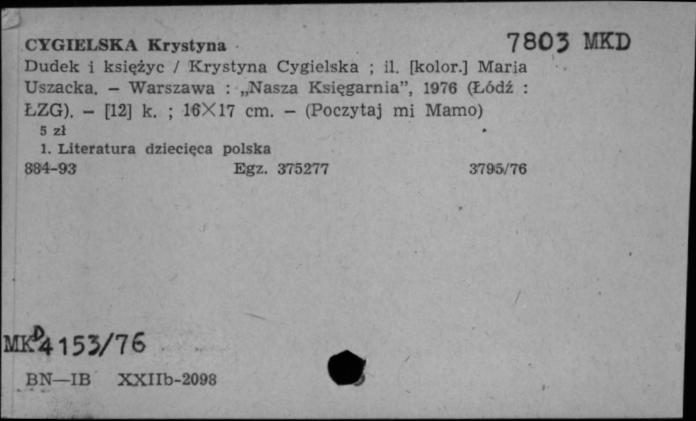 7803 MKD
CYGIELSKA Krystyna
Dudek i księżyc / Krystyna Cygielska ; il. [kolor.] Maria
Uszacka. — Warszawa : „Nasza Księgarnia”, 1976 (Łódź :
ŁZG). — [12] k. ; 16×17 cm. — (Poczytaj mi Mamo)
5 zł
1. Literatura dziecięca polska
884-93 Egz. 375277 3795/76
MKD 4153/76
BN—IB XXIIb-2098